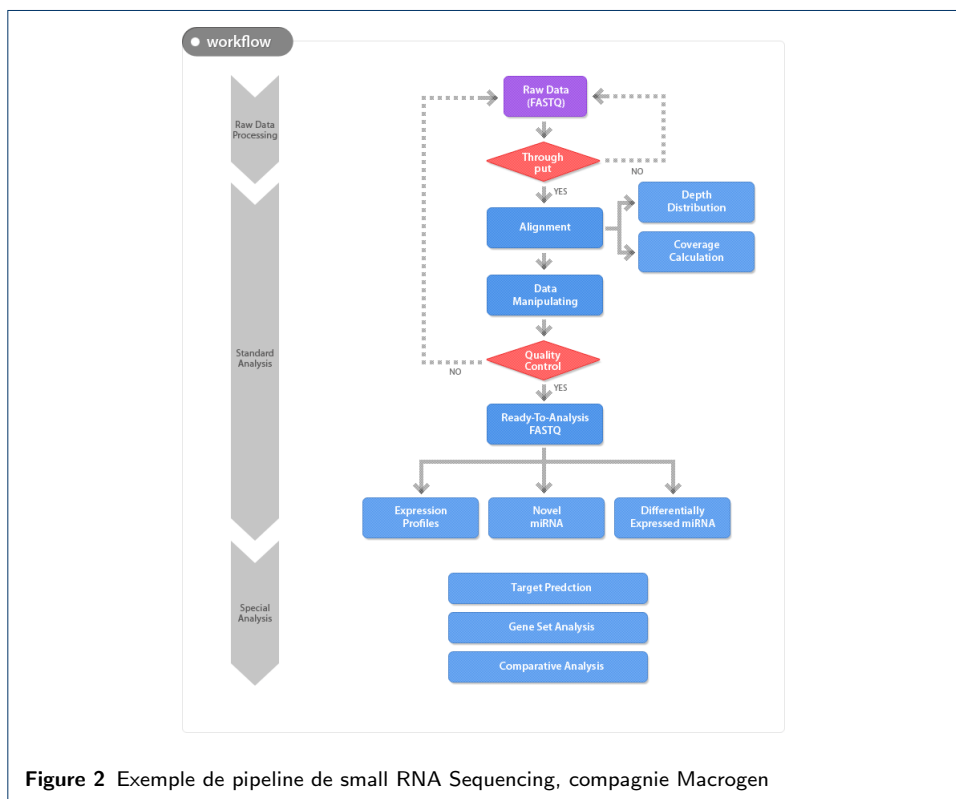 workflow
Raw Data
Processing
Raw Data
(FASTQ)
Through
put
NO
YES
Depth
Distribution
Alignment
Coverage
Calculation
Data
Manipulating
Standard
Analysis
Quality
Control
NO
YES
Ready-To-Analysis
FASTQ
Expression
Profiles
Novel
miRNA
Differentially
Expressed miRNA
Special
Analysis
Target Predction
Gene Set Analysis
Comparative Analysis
Figure 2 Exemple de pipeline de small RNA Sequencing, compagnie Macrogen